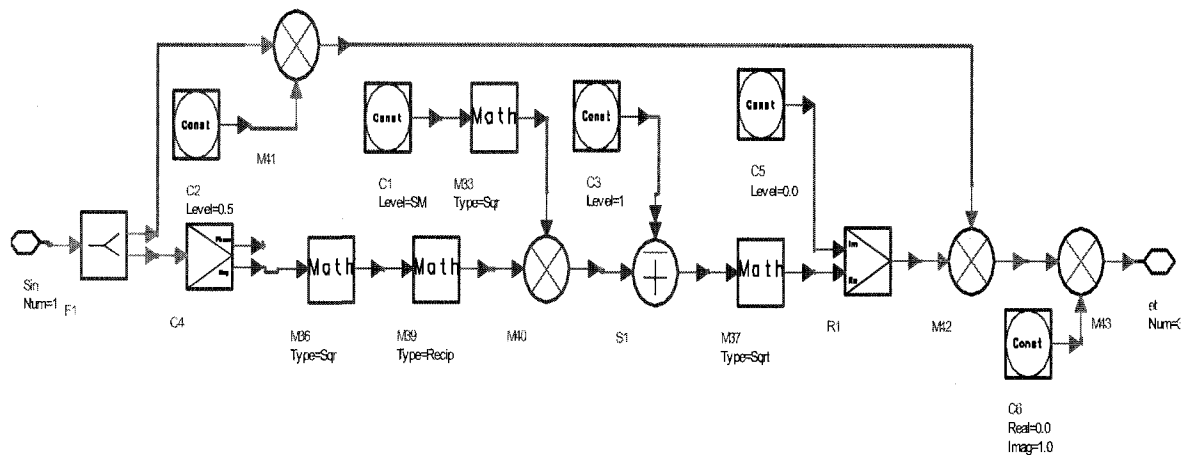 Const
M41
C2
Level=0.5
Const
C1
Level=SM
Math
M33
Type=Sqr
Const
C3
Level=1
Const
C5
Level=0.0
Sin
Num=1
F1
C4
Math
M36
Type=Sqr
Math
M39
Type=Recip
M40
S1
Math
M37
Type=Sqrt
Im
Re
R1
M42
M43
et
Const
C6
Real=0.0
Imag=1.0